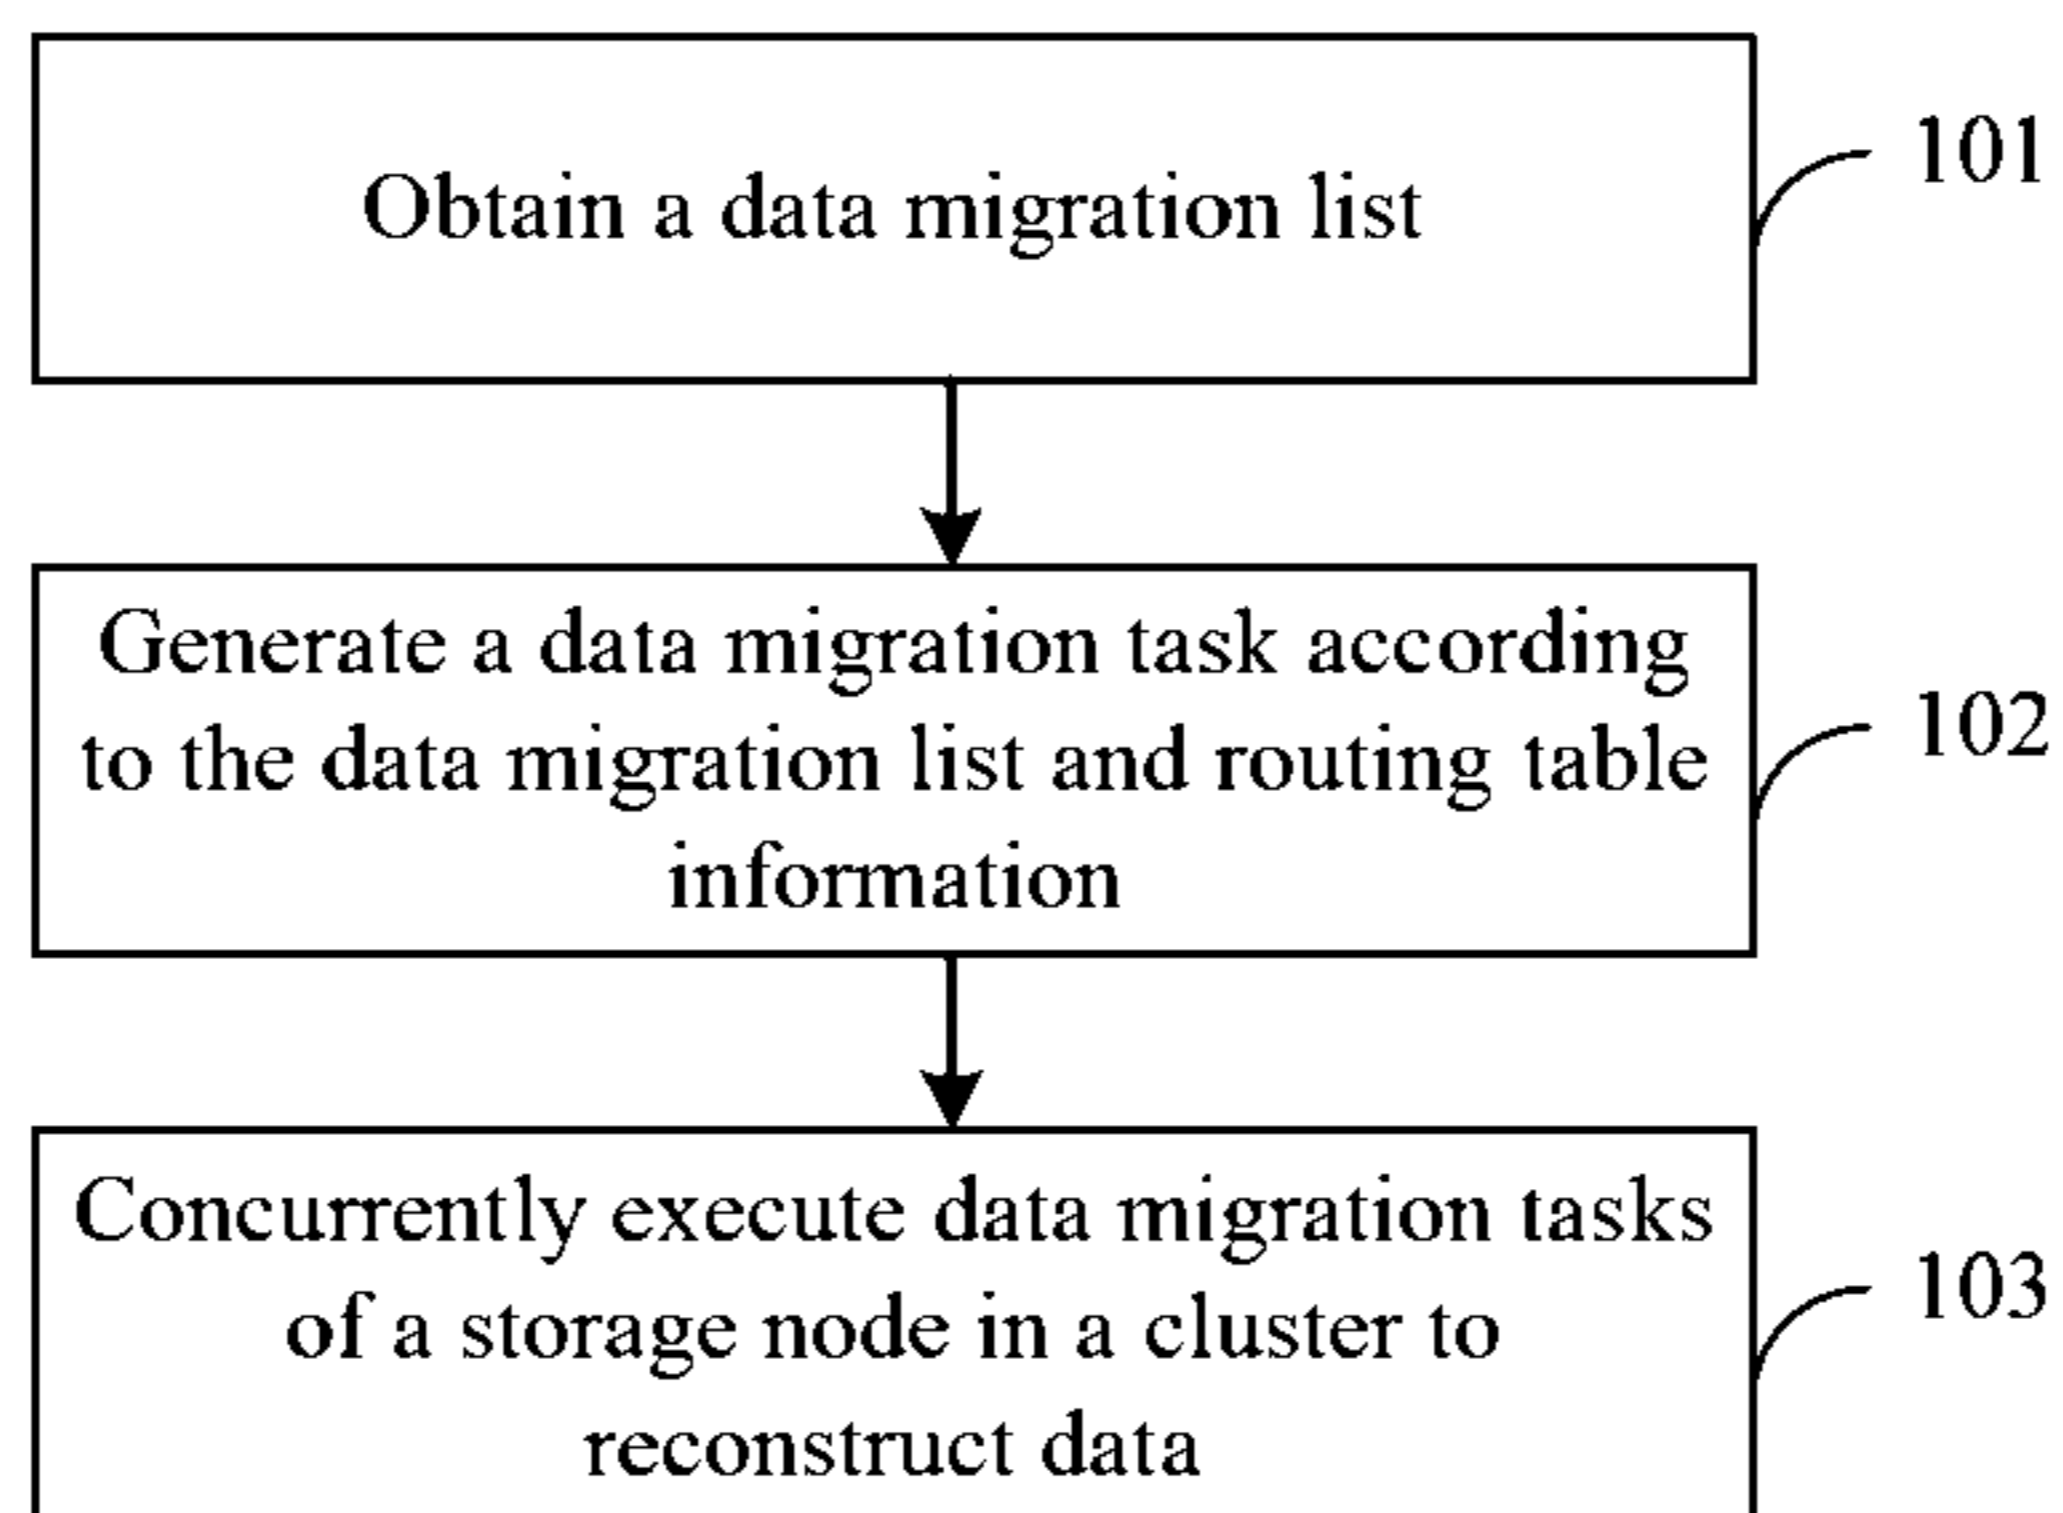 Obtain a data migration list
101
Generate a data migration task according
to the data migration list and routing table
information
102
Concurrently execute data migration tasks
of a storage node in a cluster to
reconstruct data
103